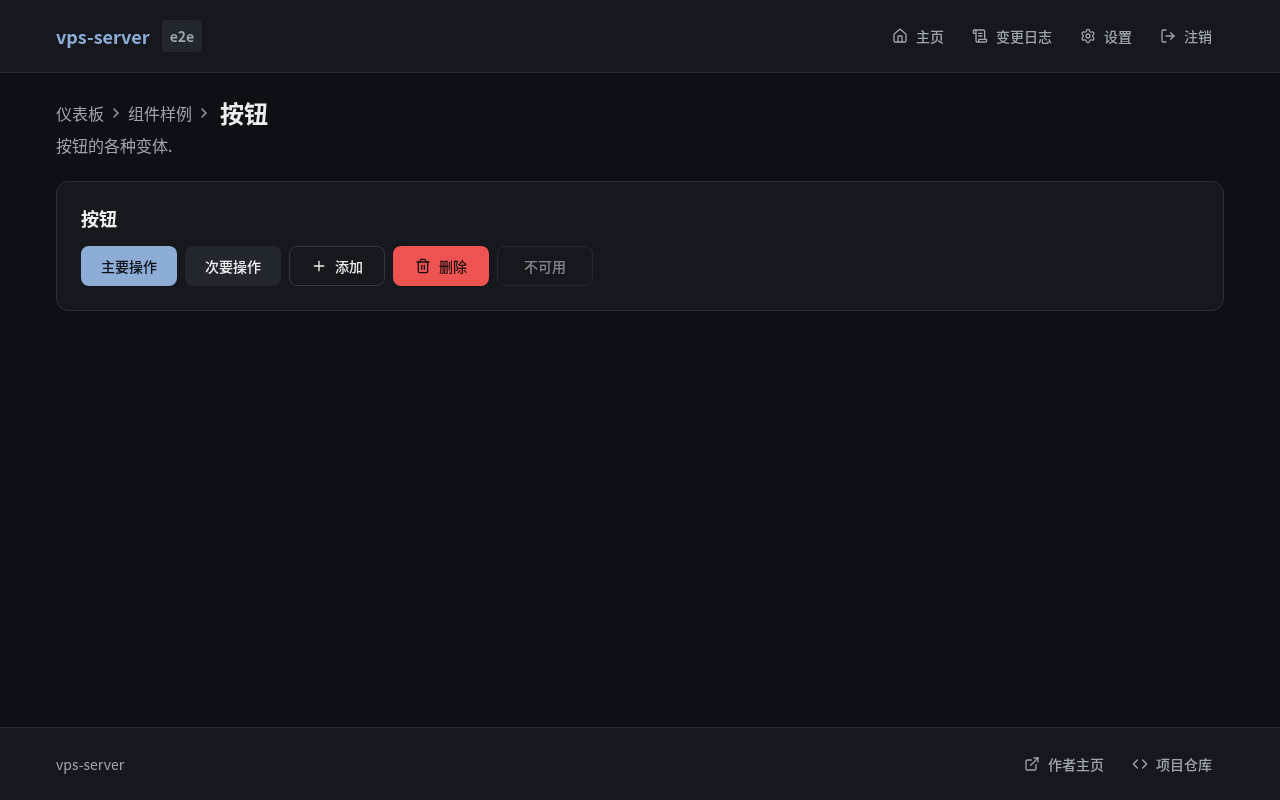 vps-server e2e 主页 变更日志 设置 注销
仪表板 组件样例 按钮
按钮的各种变体.
按钮
主要操作 次要操作 添加 删除 不可用
vps-server 作者主页 项目仓库